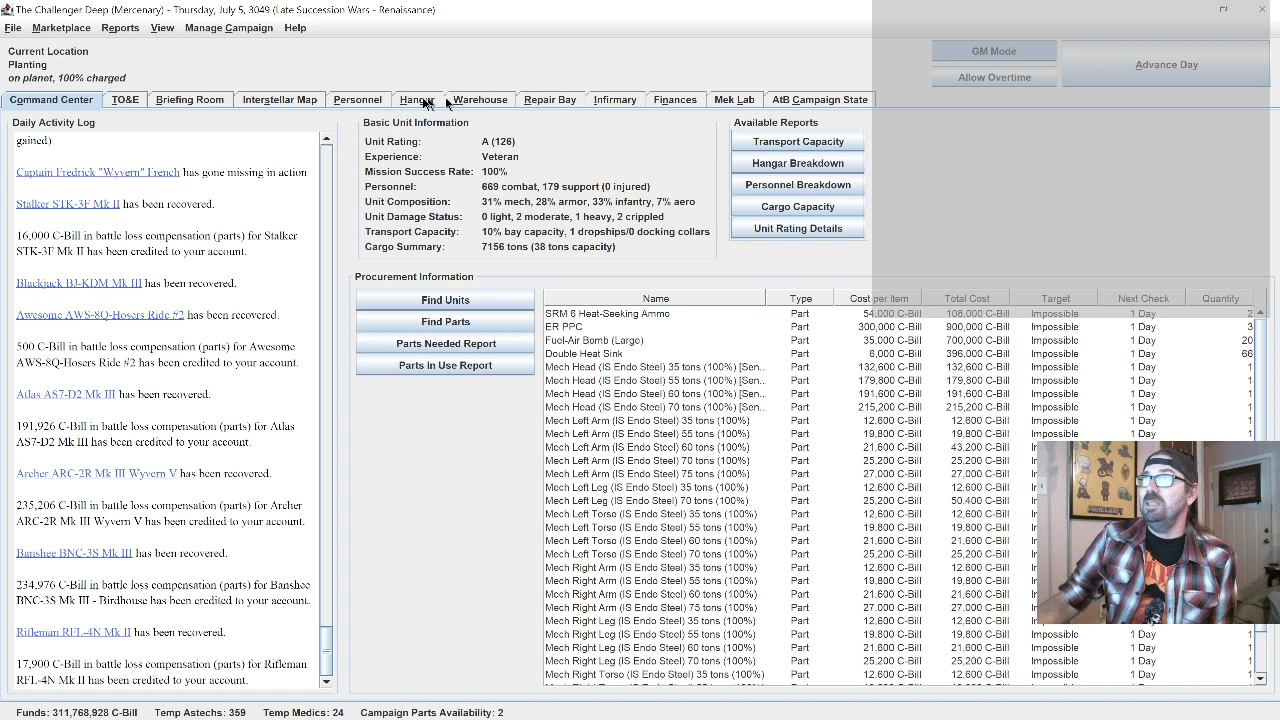 The Challenger Deep (Mercenary) - Thursday, July 5, 3049 (Late Succession Wars - Renaissance)
File Marketplace Reports View Manage Campaign Help
Current Location
Planting
on planet, 100% charged
GM Mode
Advance Day
Allow Overtime
Command Center TO&E Briefing Room Interstellar Map Personnel Hangar Warehouse Repair Bay Infirmary Finances Mek Lab AtB Campaign State
Daily Activity Log
gained)
Captain Fredrick "Wyvern" French has gone missing in action
Stalker STK-3F Mk II has been recovered.
16,000 C-Bill in battle loss compensation (parts) for Stalker
STK-3F Mk II has been credited to your account.
Blackjack BJ-KDM Mk III has been recovered.
Awesome AWS-8Q-Hosers Ride #2 has been recovered.
500 C-Bill in battle loss compensation (parts) for Awesome
AWS-8Q-Hosers Ride #2 has been credited to your account.
Atlas AS7-D2 Mk III has been recovered.
191,926 C-Bill in battle loss compensation (parts) for Atlas
AS7-D2 Mk III has been credited to your account.
Archer ARC-2R Mk III Wyvern V has been recovered.
235,206 C-Bill in battle loss compensation (parts) for Archer
ARC-2R Mk III Wyvern V has been credited to your account.
Banshee BNC-3S Mk III has been recovered.
234,976 C-Bill in battle loss compensation (parts) for Banshee
BNC-3S Mk III - Birdhouse has been credited to your account.
Rifleman RFL-4N Mk II has been recovered.
17,900 C-Bill in battle loss compensation (parts) for Rifleman
RFL-4N Mk II has been credited to your account.
Basic Unit Information
Unit Rating: A (126)
Experience: Veteran
Mission Success Rate: 100%
Personnel: 669 combat, 179 support (0 injured)
Unit Composition: 31% mech, 28% armor, 33% infantry, 7% aero
Unit Damage Status: 0 light, 2 moderate, 1 heavy, 2 crippled
Transport Capacity: 10% bay capacity, 1 dropships/0 docking collars
Cargo Summary: 7156 tons (38 tons capacity)
Available Reports
Transport Capacity
Hangar Breakdown
Personnel Breakdown
Cargo Capacity
Unit Rating Details
Procurement Information
Find Units
Find Parts
Parts Needed Report
Parts In Use Report
Name Type Cost per Item Total Cost Target Next Check Quantity
SRM 6 Heat-Seeking Ammo Part 54,000 C-Bill 108,000 C-Bill Impossible 1 Day 2
ER PPC Part 300,000 C-Bill 900,000 C-Bill Impossible 1 Day 3
Fuel-Air Bomb (Large) Part 35,000 C-Bill 700,000 C-Bill Impossible 1 Day 20
Double Heat Sink Part 6,000 C-Bill 396,000 C-Bill Impossible 1 Day 66
Mech Head (IS Endo Steel) 35 tons (100%) [Sen... Part 132,600 C-Bill 132,600 C-Bill Impossible 1 Day 1
Mech Head (IS Endo Steel) 55 tons (100%) [Sen... Part 179,800 C-Bill 179,800 C-Bill Impossible 1 Day 1
Mech Head (IS Endo Steel) 60 tons (100%) [Sen... Part 191,600 C-Bill 191,600 C-Bill Impossible 1 Day 1
Mech Head (IS Endo Steel) 70 tons (100%) [Sen... Part 215,200 C-Bill 215,200 C-Bill Impossible 1 Day 1
Mech Left Arm (IS Endo Steel) 35 tons (100%) Part 12,600 C-Bill 12,600 C-Bill Impossible 1 Day 1
Mech Left Arm (IS Endo Steel) 55 tons (100%) Part 19,800 C-Bill 19,800 C-Bill Impossible 1 Day 1
Mech Left Arm (IS Endo Steel) 60 tons (100%) Part 21,600 C-Bill 43,200 C-Bill
Mech Left Arm (IS Endo Steel) 70 tons (100%) Part 25,200 C-Bill 25,200 C-Bill
Mech Left Arm (IS Endo Steel) 75 tons (100%) Part 27,000 C-Bill 27,000 C-Bill
Mech Left Leg (IS Endo Steel) 35 tons (100%) Part 12,600 C-Bill 12,600 C-Bill
Mech Left Leg (IS Endo Steel) 70 tons (100%) Part 25,200 C-Bill 50,400 C-Bill
Mech Left Torso (IS Endo Steel) 35 tons (100%) Part 12,600 C-Bill 12,600 C-Bill
Mech Left Torso (IS Endo Steel) 55 tons (100%) Part 19,800 C-Bill 19,800 C-Bill
Mech Left Torso (IS Endo Steel) 60 tons (100%) Part 21,600 C-Bill 21,600 C-Bill
Mech Left Torso (IS Endo Steel) 70 tons (100%) Part 25,200 C-Bill 25,200 C-Bill
Mech Right Arm (IS Endo Steel) 35 tons (100%) Part 12,600 C-Bill 12,600 C-Bill
Mech Right Arm (IS Endo Steel) 55 tons (100%) Part 19,800 C-Bill 19,800 C-Bill
Mech Right Arm (IS Endo Steel) 60 tons (100%) Part 21,600 C-Bill 21,600 C-Bill
Mech Right Arm (IS Endo Steel) 75 tons (100%) Part 27,000 C-Bill 27,000 C-Bill
Mech Right Leg (IS Endo Steel) 35 tons (100%) Part 12,600 C-Bill 12,600 C-Bill
Mech Right Leg (IS Endo Steel) 55 tons (100%) Part 19,800 C-Bill 19,800 C-Bill Impossible 1 Day 1
Mech Right Leg (IS Endo Steel) 60 tons (100%) Part 21,600 C-Bill 21,600 C-Bill Impossible 1 Day 1
Mech Right Leg (IS Endo Steel) 70 tons (100%) Part 25,200 C-Bill 25,200 C-Bill Impossible 1 Day 1
Mech Right Torso (IS Endo Steel) 35 tons (100%) Part 12,600 C-Bill 12,600 C-Bill Impossible 1 Day 1
MINECRAFT
Funds: 311,768,928 C-Bill Temp Astechs: 359 Temp Medics: 24 Campaign Parts Availability: 2